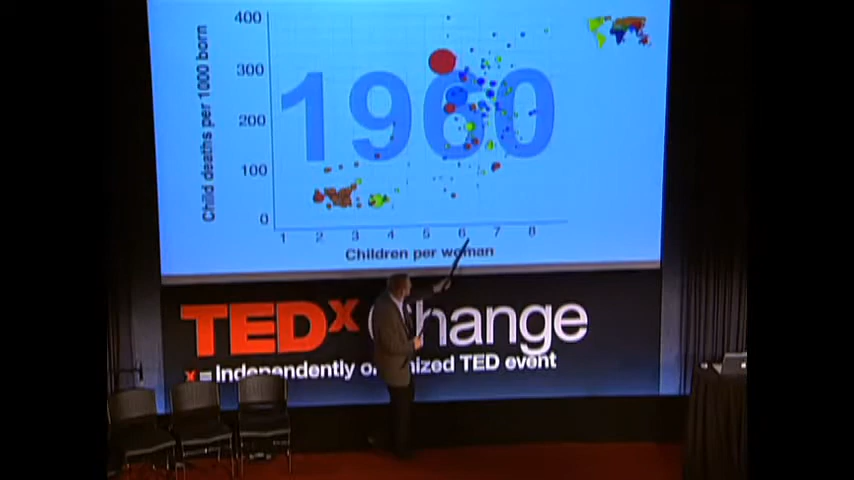 400
300
200
100
0
Child deaths per 1000 born
1960
1 2 3 4 5 6 7 8
Children per woman
TEDx Change
x = Independently organized TED event